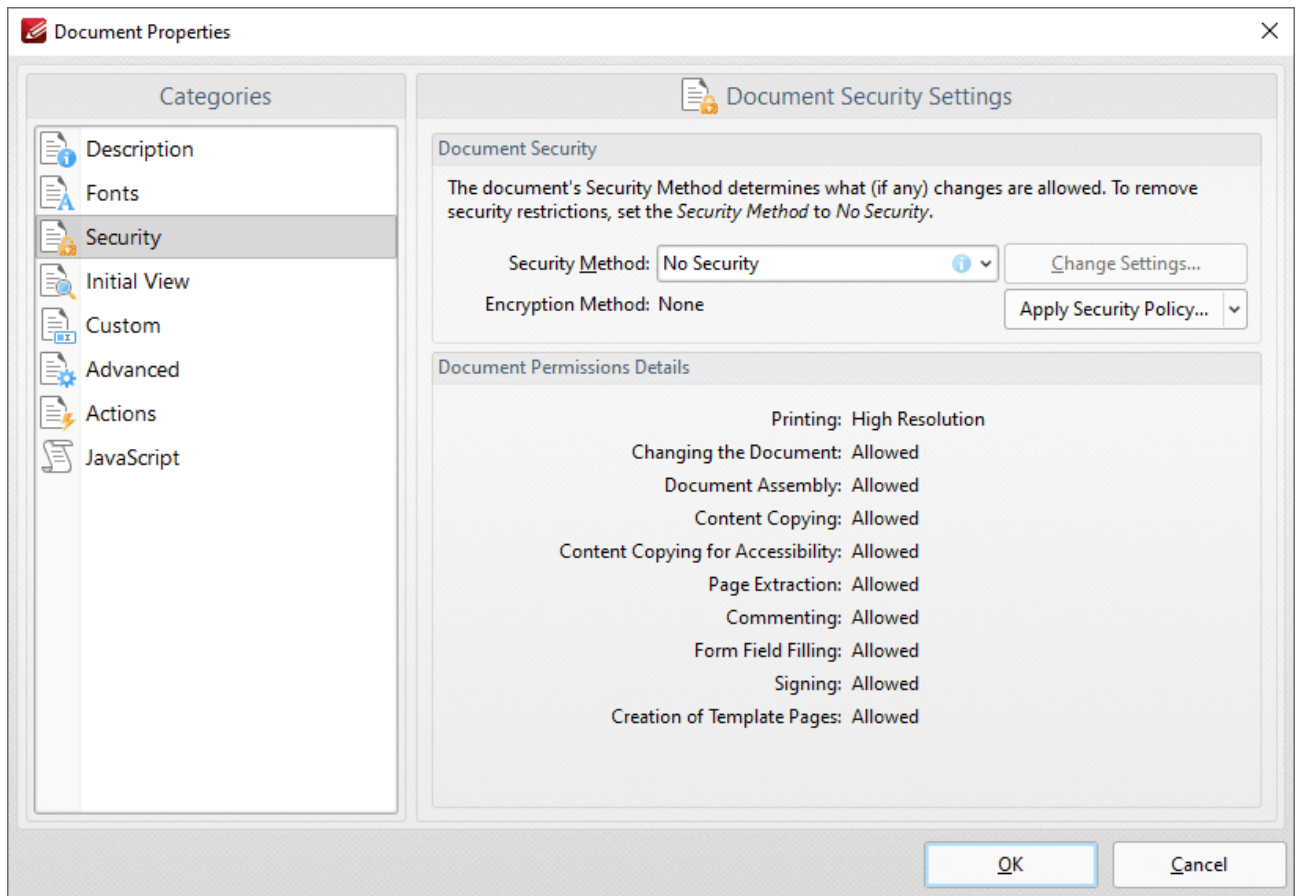 Document Properties
Categories
Description
Fonts
Security
Initial View
Custom
Advanced
Actions
JavaScript
Document Security Settings
Document Security
The document's Security Method determines what (if any) changes are allowed. To remove
security restrictions, set the Security Method to No Security.
Security Method: No Security
Change Settings...
Encryption Method: None
Apply Security Policy...
Document Permissions Details
Printing: High Resolution
Changing the Document: Allowed
Document Assembly: Allowed
Content Copying: Allowed
Content Copying for Accessibility: Allowed
Page Extraction: Allowed
Commenting: Allowed
Form Field Filling: Allowed
Signing: Allowed
Creation of Template Pages: Allowed
OK
Cancel